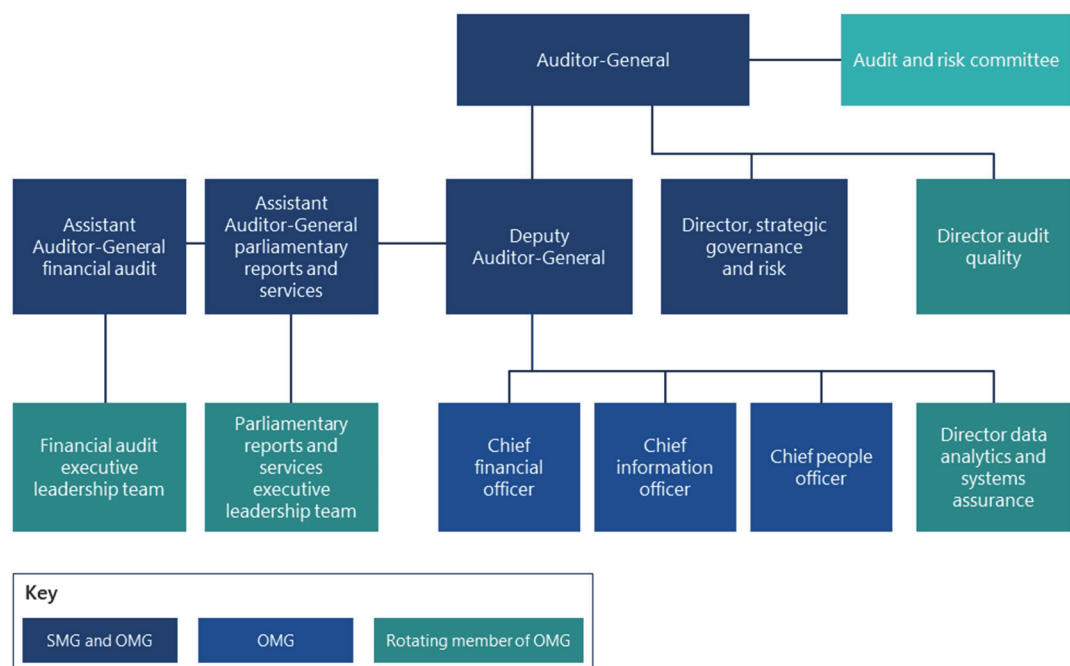 Auditor-General
Audit and risk committee
Assistant
Auditor-General
financial audit
Assistant
Auditor-General
parliamentary
reports and
services
Deputy
Auditor-General
Director, strategic
governance
and risk
Director audit
quality
Financial audit
executive
leadership team
Parliamentary
reports and
services
executive
leadership team
Chief
financial
officer
Chief
information
officer
Chief people
officer
Director data
analytics and
systems
assurance
Key
SMG and OMG
OMG
Rotating member of OMG